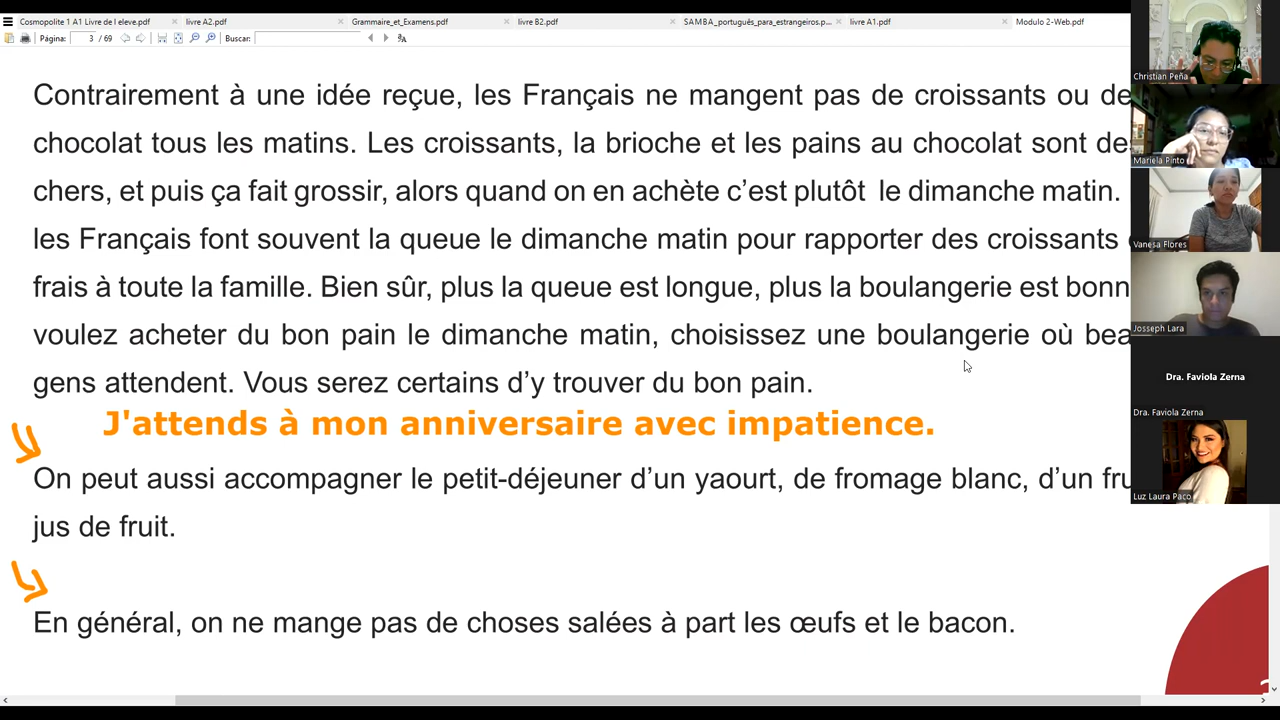 Cosmopolite 1 A1 Livre de l eleve.pdf livre A2.pdf Grammaire_et_Examens.pdf livre B2.pdf SAMBA_português_para_estrangeiros.p... livre A1.pdf Modulo 2-Web.pdf
Página: 3 / 69 Buscar:
Contrairement à une idée reçue, les Français ne mangent pas de croissants ou de
chocolat tous les matins. Les croissants, la brioche et les pains au chocolat sont
chers, et puis ça fait grossir, alors quand on en achète c’est plutôt le dimanche matin.
les Français font souvent la queue le dimanche matin pour rapporter des croissants
frais à toute la famille. Bien sûr, plus la queue est longue, plus la boulangerie est
voulez acheter du bon pain le dimanche matin, choisissez une boulangerie où
gens attendent. Vous serez certains d’y trouver du bon pain.
J'attends à mon anniversaire avec impatience.
On peut aussi accompagner le petit-déjeuner d’un yaourt, de fromage blanc, d’un
jus de fruit.
En général, on ne mange pas de choses salées à part les œufs et le bacon.
Christian Peña
Mariela Pinto
Vanesa Flores
Josseph Lara
Dra. Faviola Zerna
Dra. Faviola Zerna
Luz Laura Paco